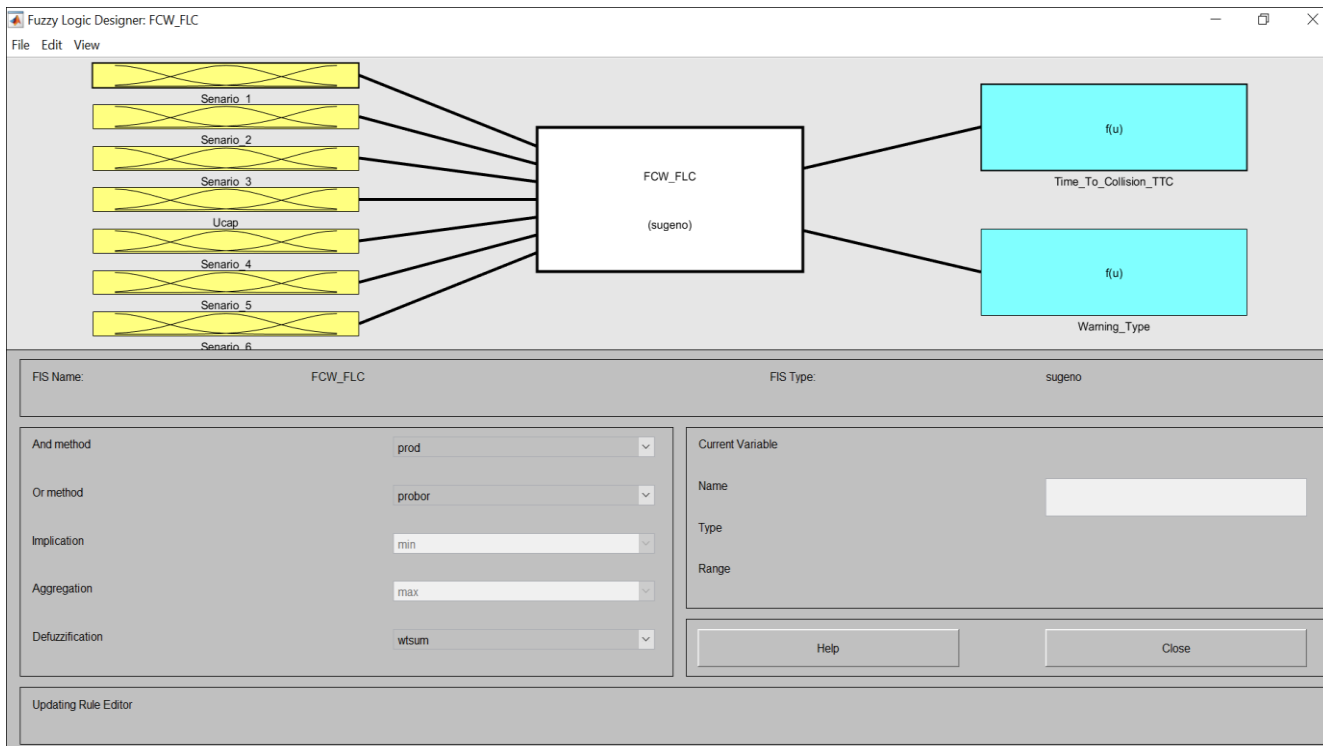 Fuzzy Logic Designer: FCW_FLC
File Edit View
Senario_1
Senario_2
Senario_3
Ucap
Senario_4
Senario_5
Senario_6
FCW_FLC
(sugeno)
f(u)
Time_To_Collision_TTC
f(u)
Warning_Type
FIS Name: FCW_FLC FIS Type: sugeno
And method prod
Or method probor
Implication min
Aggregation max
Defuzzification wtsum
Current Variable
Name
Type
Range
Help Close
Updating Rule Editor